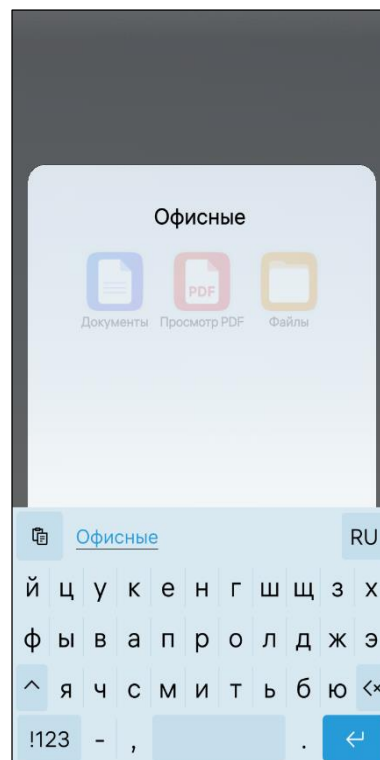 Офисные
PDF
Документы Просмотр PDF Файлы
Офисные RU
й ц у к е н г ш щ з х
ф ы в а п р о л д ж э
^ я ч с м и т ь б ю
!123 - , .